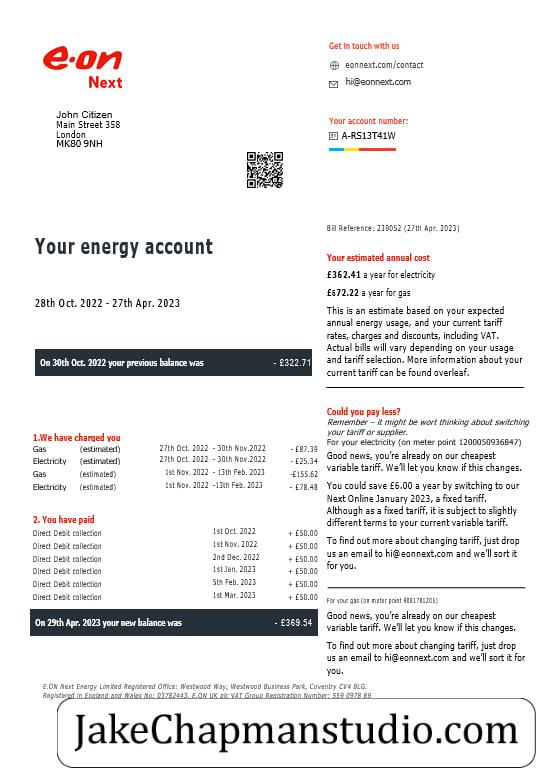 e·on
Next
John Citizen
Main Street 358
London
MK80 9NH
Get in touch with us
eonnext.com/contact
hi@eonnext.com
Your account number:
A-RS13T41W
Bill Reference: 239052 (27th Apr. 2023)
Your energy account
28th Oct. 2022 - 27th Apr. 2023
On 30th Oct. 2022 your previous balance was - £322.71
1.We have charged you
Gas (estimated) 27th Oct. 2022 - 30th Nov.2022 - £87.39
Electricity (estimated) 27th Oct. 2022 - 30th Nov. 2022 - £25.34
Gas (estimated) 1st Nov. 2022 -13th Feb. 2023 -£155.62
Electricity (estimated) 1st Nov. 2022 -13th Feb. 2023 - £78.48
2. You have paid
Direct Debit collection 1st Oct. 2022 + £50.00
Direct Debit collection 1st Nov. 2022 + £50.00
Direct Debit collection 2nd Dec. 2022 + £50.00
Direct Debit collection 1st Jan. 2023 + £50.00
Direct Debit collection 5th Feb. 2023 + £50.00
Direct Debit collection 1st Mar. 2023 + £50.00
On 29th Apr. 2023 your new balance was - £369.54
Your estimated annual cost
£362.41 a year for electricity
£672.22 a year for gas
This is an estimate based on your expected
annual energy usage, and your current tariff
rates, charges and discounts, including VAT.
Actual bills will vary depending on your usage
and tariff selection. More information about your
current tariff can be found overleaf.
Could you pay less?
Remember – it might be wort thinking about switching
your tariff or supplier.
For your electricity (on meter point 1200050936847)
Good news, you're already on our cheapest
variable tariff. We'll let you know if this changes.
You could save £6.00 a year by switching to our
Next Online January 2023, a fixed tariff.
Although as a fixed tariff, it is subject to slightly
different terms to your current variable tariff.
To find out more about changing tariff, just drop
us an email to hi@eonnext.com and we'll sort it
for you.
For your gas (on meter point 8081781205)
Good news, you're already on our cheapest
variable tariff. We'll let you know if this changes.
To find out more about changing tariff, just drop
us an email to hi@eonnext.com and we'll sort it
you.
E.ON Next Energy Limited Registered Office: Westwood Way, Westwood Business Park, Coventry CV4 8LG.
Registered in England and Wales No: 03782443. E.ON UK plc VAT Group Registration Number: 559 0978 89
JakeChapmanstudio.com